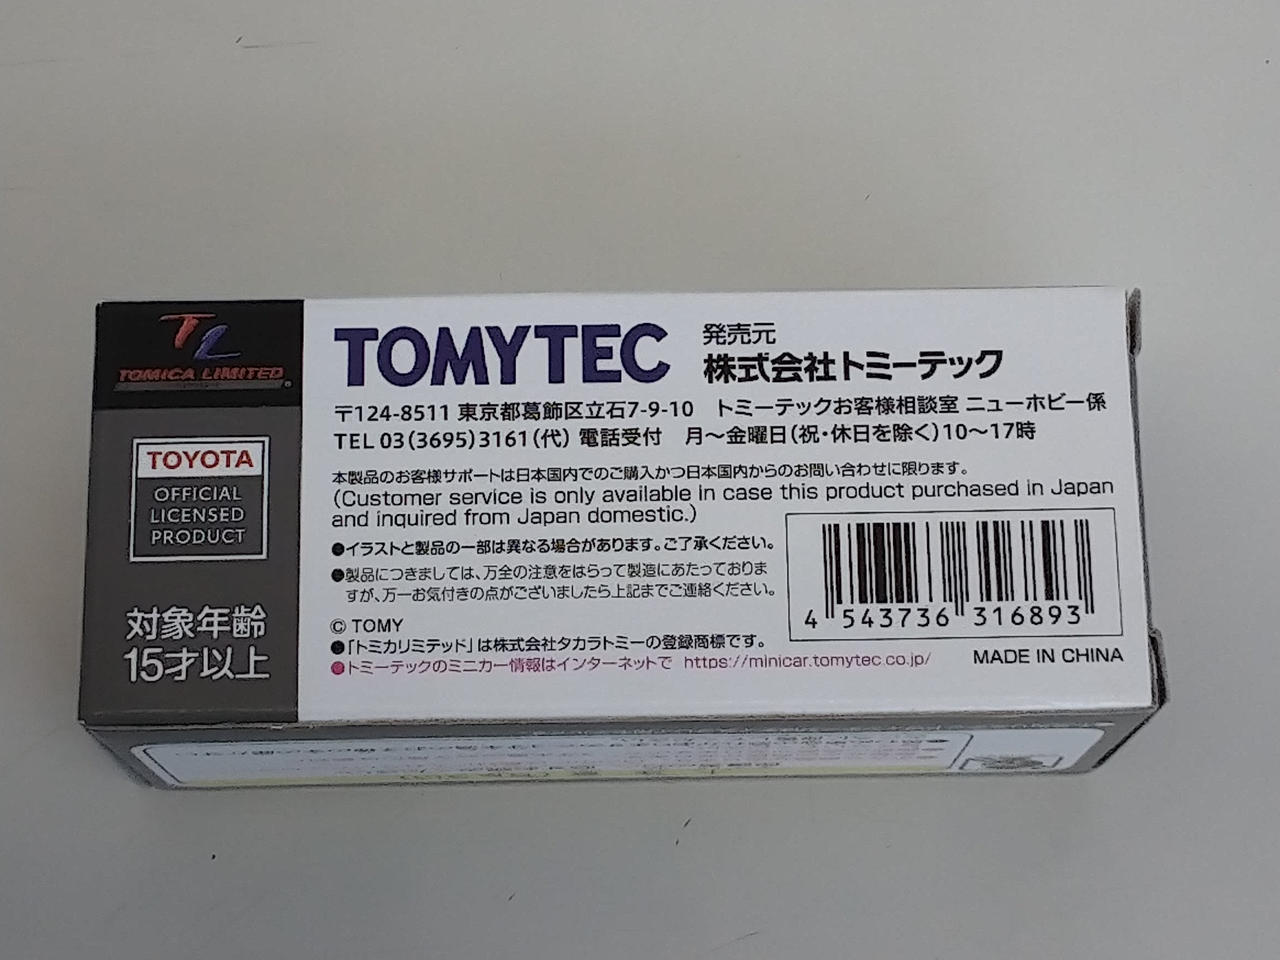 TL
TOMICA LIMITED
®
TOYOTA
OFFICIAL
LICENSED
PRODUCT
対象年齢
15才以上
TOMYTEC
発売元
株式会社トミーテック
〒124-8511 東京都葛飾区立石7-9-10 トミーテックお客様相談室 ニューホビー係
TEL 03(3695)3161(代) 電話受付 月〜金曜日(祝・休日を除く)10〜17時
本製品のお客様サポートは日本国内でのご購入かつ日本国内からのお問い合わせに限ります。
(Customer service is only available in case this product purchased in Japan
and inquired from Japan domestic.)
●イラストと製品の一部は異なる場合があります。ご了承ください。
●製品につきましては、万全の注意をはらって製造にあたっておりま
すが、万一お気付きの点がございましたら上記までご連絡ください。
© TOMY
●「トミカリミテッド」は株式会社タカラトミーの登録商標です。
●トミーテックのミニカー情報はインターネットで https://minicar.tomytec.co.jp/
4 543736 316893
MADE IN CHINA